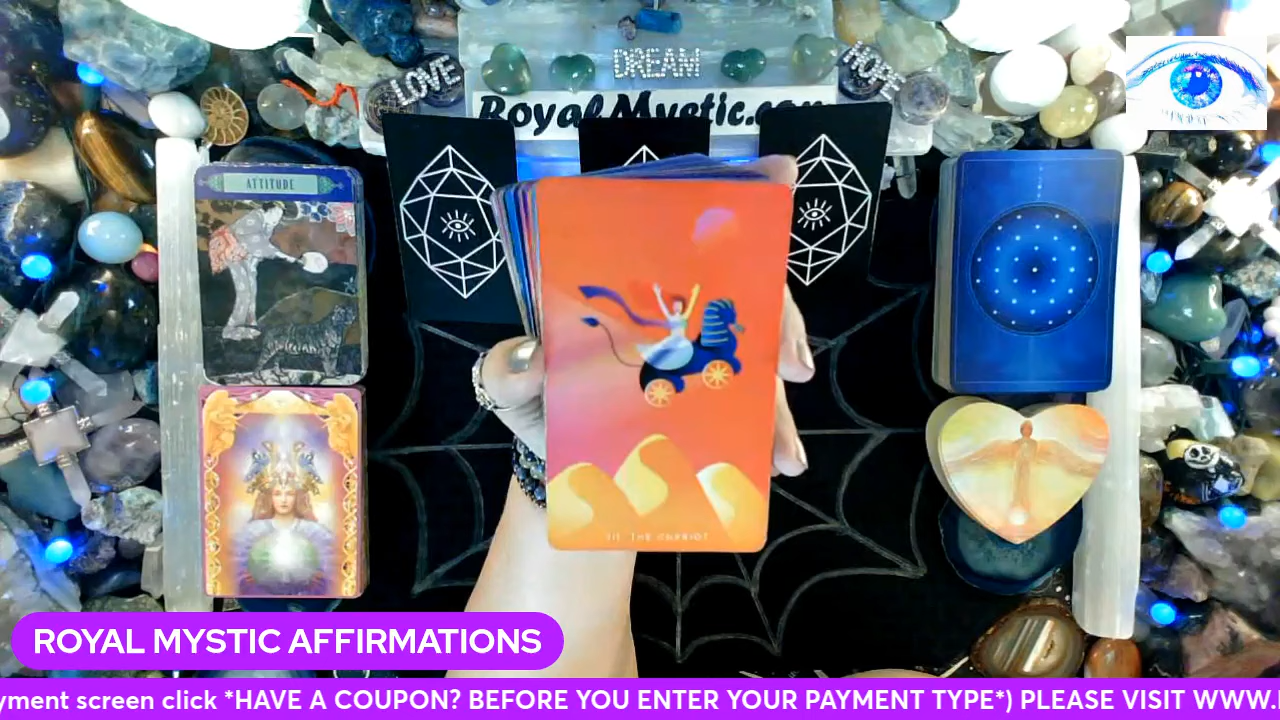 DREAM
LOVE
HOPE
RoyalMystic.com
ATTITUDE
VII THE CHARIOT
ROYAL MYSTIC AFFIRMATIONS
yment screen click *HAVE A COUPON? BEFORE YOU ENTER YOUR PAYMENT TYPE*) PLEASE VISIT WWW.